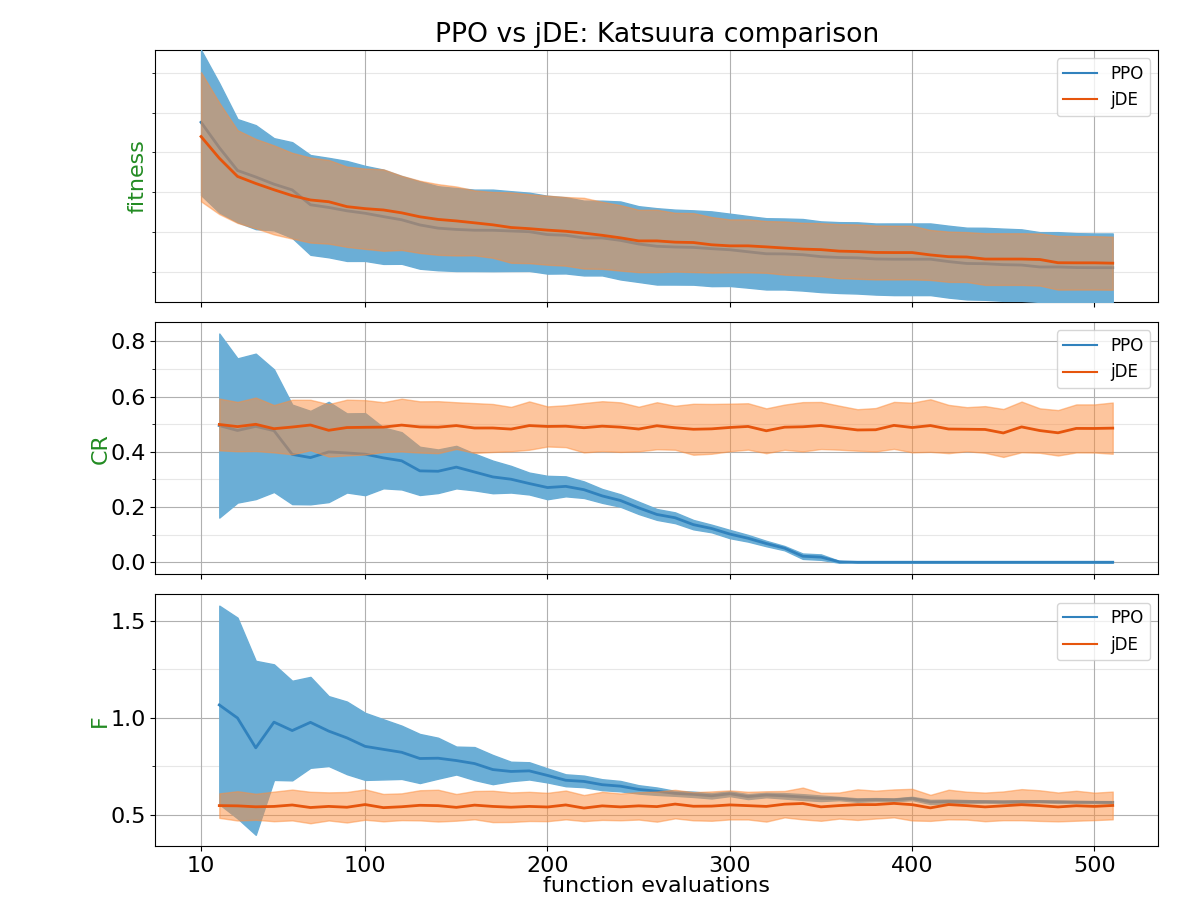 PPO vs jDE: Katsuura comparison
fitness
PPO
jDE
CR
0.8
0.6
0.4
0.2
0.0
PPO
jDE
F
1.5
1.0
0.5
PPO
jDE
10 100 200 300 400 500
function evaluations